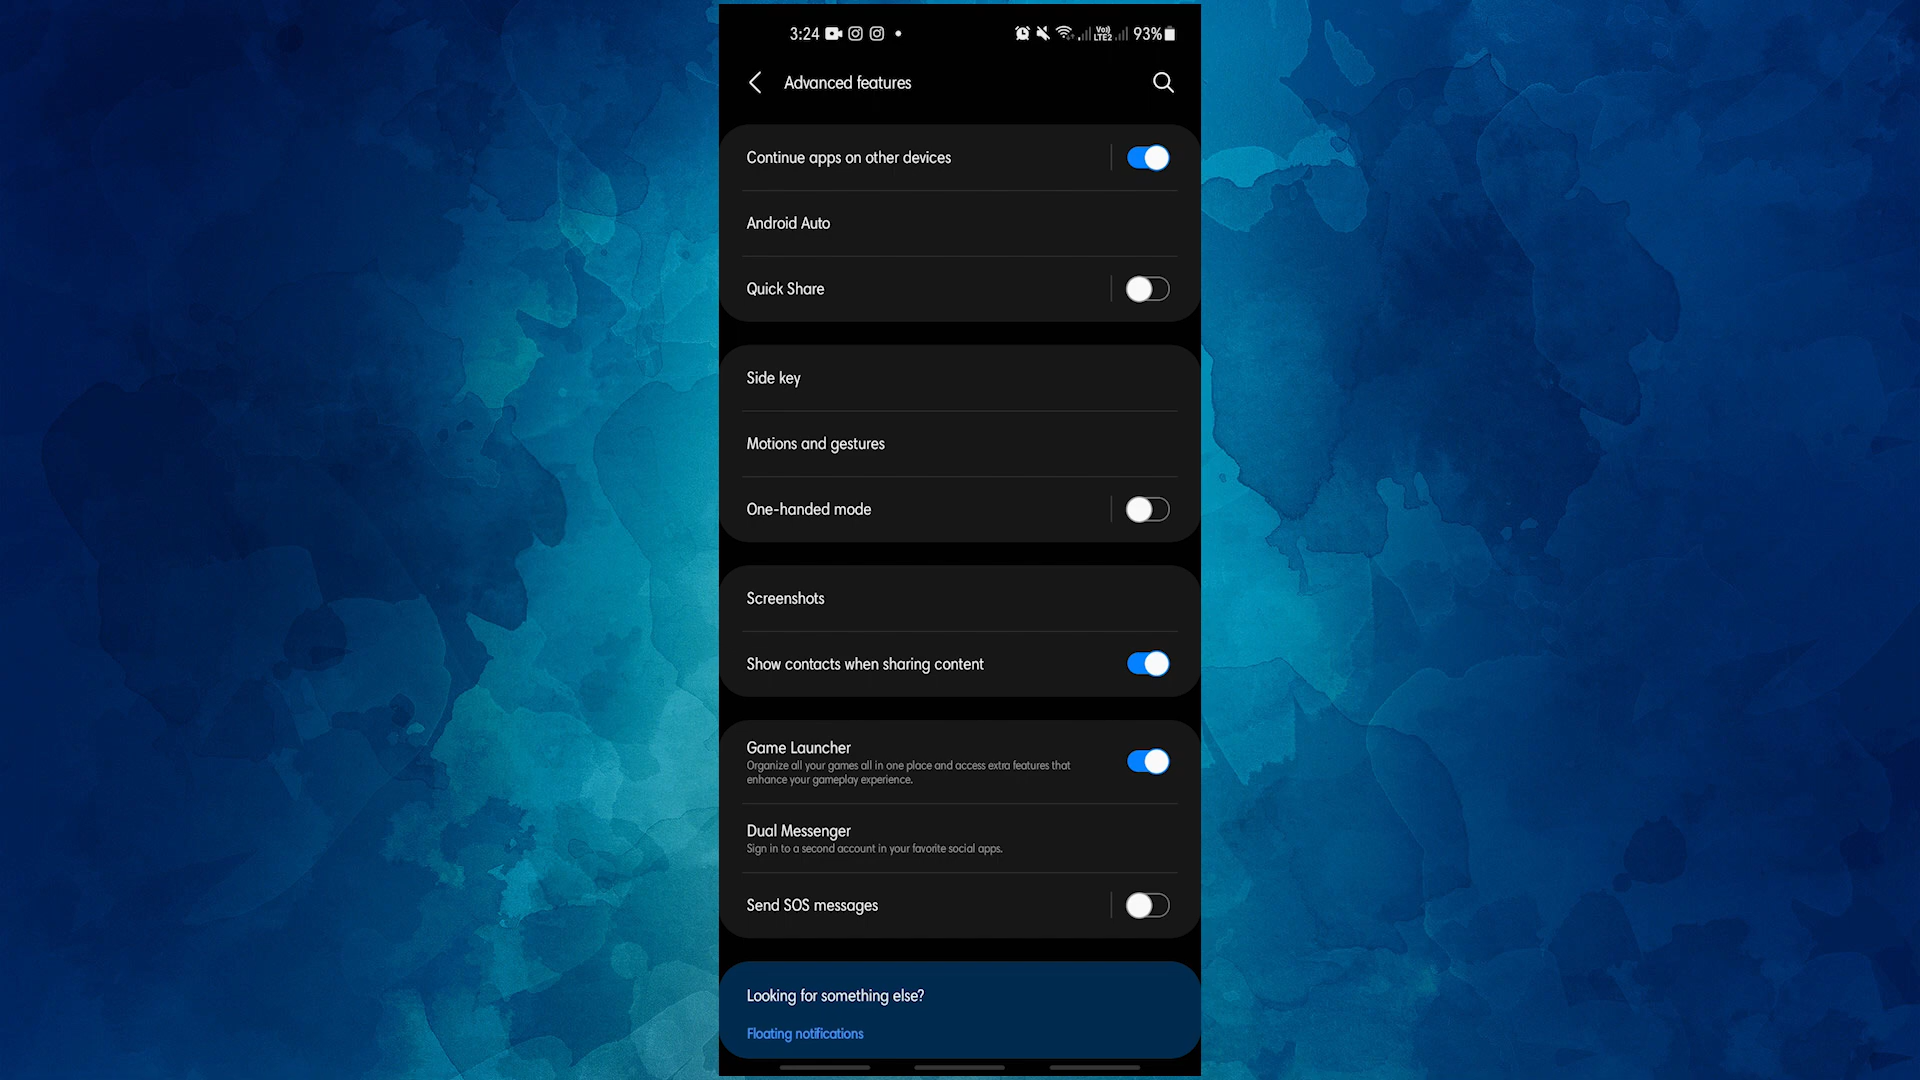 3:24
Vo)) LTE2 93%
Advanced features
Continue apps on other devices
Android Auto
Quick Share
Side key
Motions and gestures
One-handed mode
Screenshots
Show contacts when sharing content
Game Launcher
Organize all your games all in one place and access extra features that
enhance your gameplay experience.
Dual Messenger
Sign in to a second account in your favorite social apps.
Send SOS messages
Looking for something else?
Floating notifications